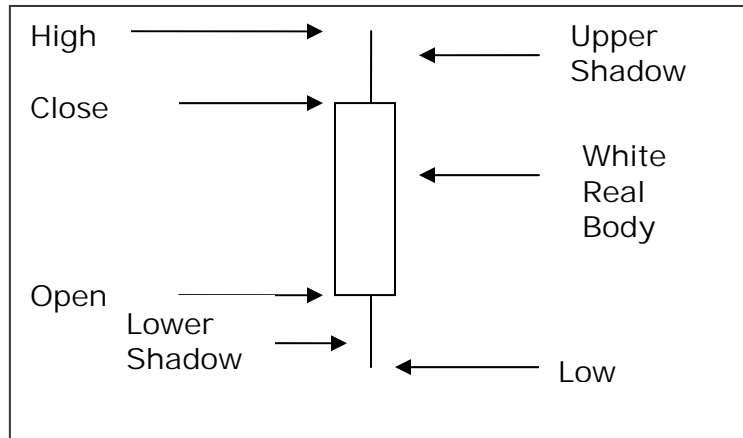 High
Upper
Shadow
Close
White
Real
Body
Open
Lower
Shadow
Low